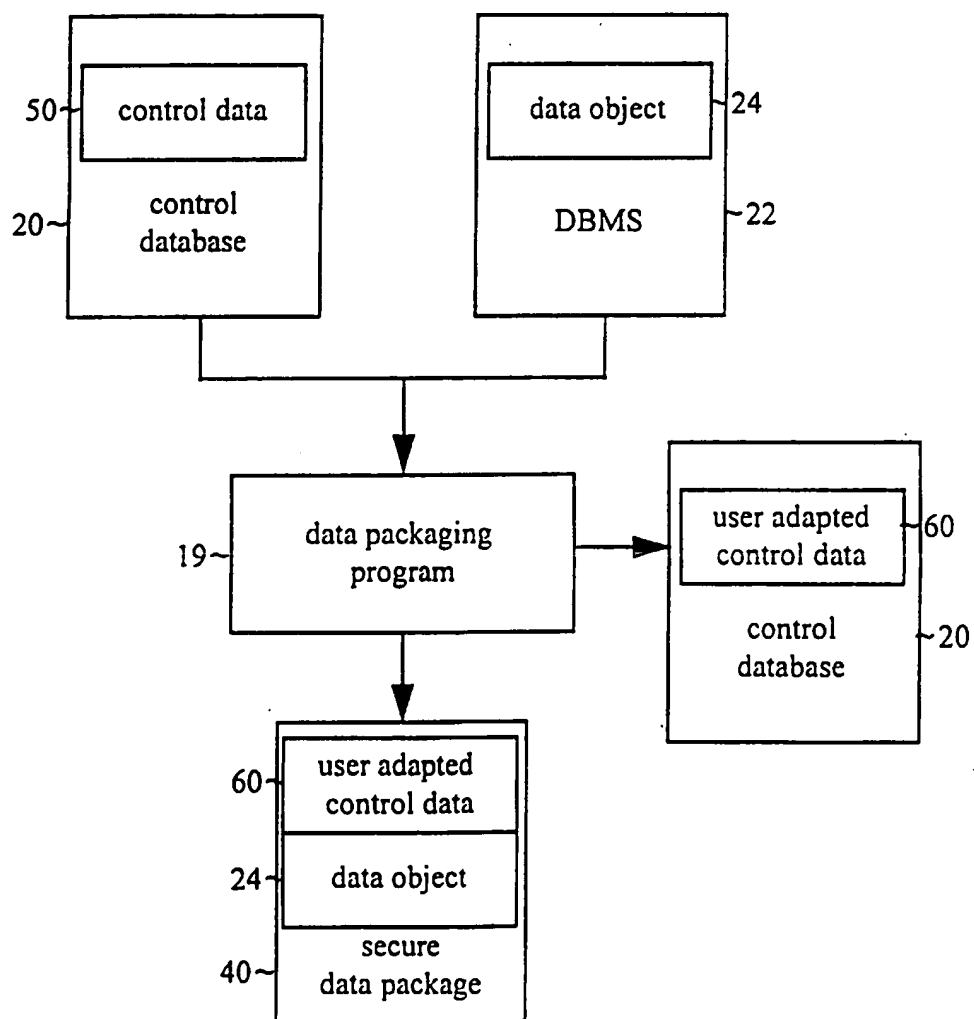 50 control data
data object 24
20 control
database
DBMS 22
19 data packaging
program
user adapted 60
control data
control 20
database
60 user adapted
control data
24 data object
secure
40 data package